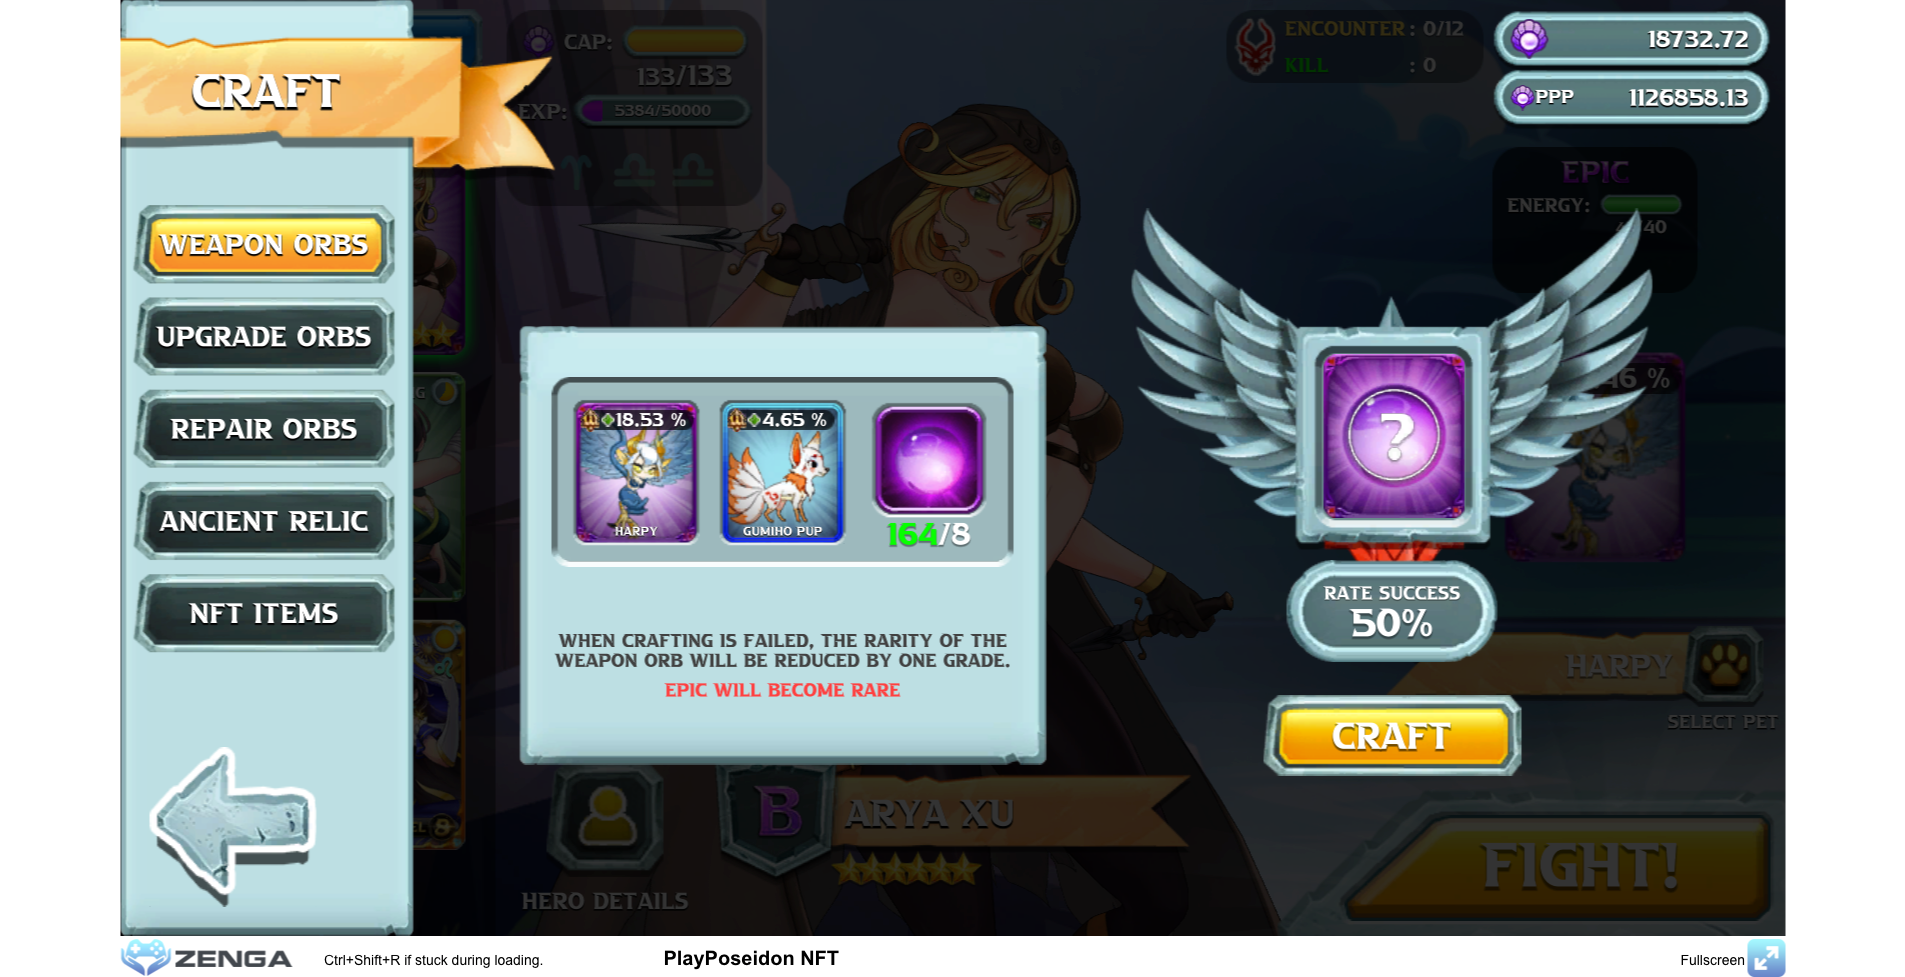 CRAFT
WEAPON ORBS
UPGRADE ORBS
REPAIR ORBS
ANCIENT RELIC
NFT ITEMS
CAP:
133/133
EXP: 5384/50000
ENCOUNTER : 0/12
KILL : 0
18732.72
PPP 1126858.13
EPIC
ENERGY:
18.53 %
HARPY
4.65 %
GUMIHO PUP
164/8
WHEN CRAFTING IS FAILED, THE RARITY OF THE
WEAPON ORB WILL BE REDUCED BY ONE GRADE.
EPIC WILL BECOME RARE
?
RATE SUCCESS
50%
CRAFT
HARPY
SELECT PET
B ARYA XU
HERO DETAILS
FIGHT!
ZENGA
Ctrl+Shift+R if stuck during loading.
PlayPoseidon NFT
Fullscreen